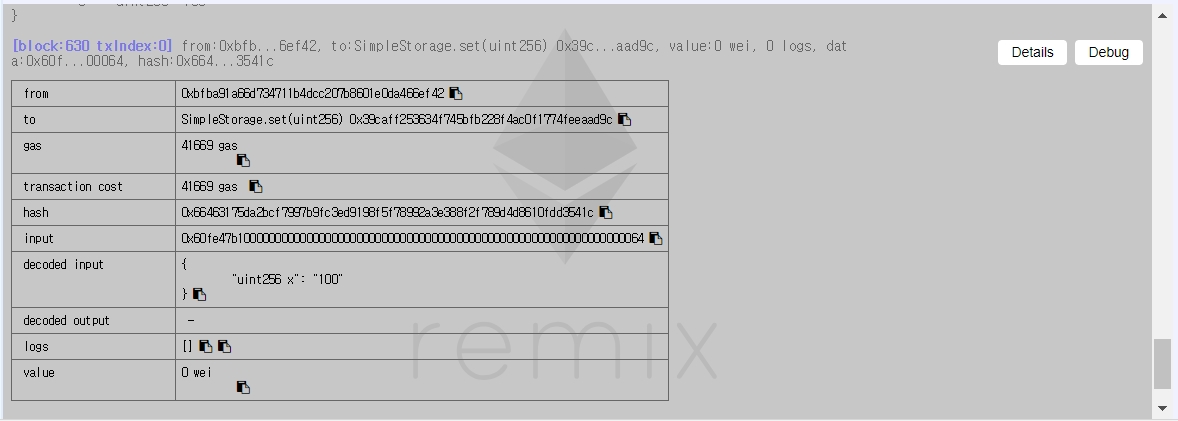 }
[block:630 txIndex:0] from:0xbfb...6ef42, to:SimpleStorage.set(uint256) 0x39c...aad9c, value:0 wei, 0 logs, dat
a:0x60f...00064, hash:0x664...3541c
Details
Debug
from 0xbfba91a66d734711b4dcc207b8601e0da466ef42
to SimpleStorage.set(uint256) 0x39caff253634f745bfb228f4ac0f1774feeaad9c
gas 41669 gas
transaction cost 41669 gas
hash 0x66463175da2bcf7997b9fc3ed9198f5f78992a3e388f2f789d4d8610fdd3541c
input 0x60fe47b10000000000000000000000000000000000000000000000000000000000000064
decoded input {
"uint256 x": "100"
}
decoded output -
logs []
value 0 wei
remix